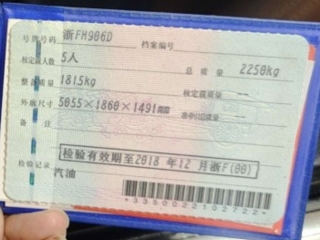 号牌号码 浙FH906D 档案编号
核定载人数 5人 总质量 2250kg
整备质量 1815kg 核定载质量 --
外廓尺寸 5055×1860×1491mm 准牵引总质量 --
备注
检验有效期至2018 年12 月浙F(00)
检验记录 汽油
*3350022102722*